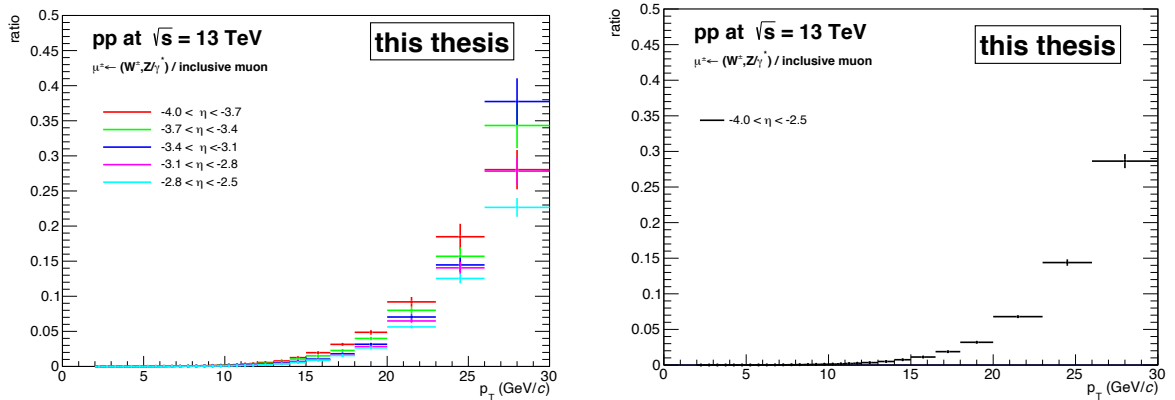 ratio
0.5
0.45
0.4
0.35
0.3
0.25
0.2
0.15
0.1
0.05
0
pp at √s = 13 TeV
this thesis
μ± ← (W±,Z/γ*) / inclusive muon
-4.0 < η < -3.7
-3.7 < η < -3.4
-3.4 < η < -3.1
-3.1 < η < -2.8
-2.8 < η < -2.5
0 5 10 15 20 25 30
p_T (GeV/c)
ratio
0.5
0.45
0.4
0.35
0.3
0.25
0.2
0.15
0.1
0.05
0
pp at √s = 13 TeV
this thesis
μ± ← (W±,Z/γ*) / inclusive muon
-4.0 < η < -2.5
0 5 10 15 20 25 30
p_T (GeV/c)